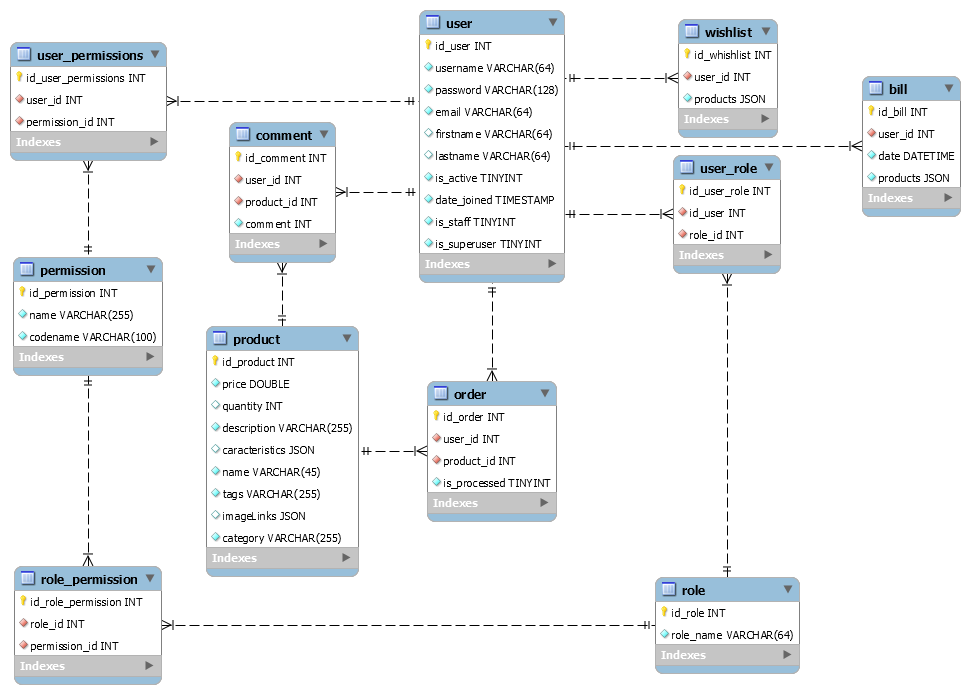 user
id_user INT
username VARCHAR(64)
password VARCHAR(128)
email VARCHAR(64)
firstname VARCHAR(64)
lastname VARCHAR(64)
is_active TINYINT
date_joined TIMESTAMP
is_staff TINYINT
is_superuser TINYINT
Indexes
wishlist
id_whishlist INT
user_id INT
products JSON
Indexes
user_permissions
id_user_permissions INT
user_id INT
permission_id INT
Indexes
bill
id_bill INT
user_id INT
date DATETIME
products JSON
Indexes
comment
id_comment INT
user_id INT
product_id INT
comment INT
Indexes
user_role
id_user_role INT
id_user INT
role_id INT
Indexes
permission
id_permission INT
name VARCHAR(255)
codename VARCHAR(100)
Indexes
product
id_product INT
price DOUBLE
quantity INT
description VARCHAR(255)
caracteristics JSON
name VARCHAR(45)
tags VARCHAR(255)
imageLinks JSON
category VARCHAR(255)
Indexes
order
id_order INT
user_id INT
product_id INT
is_processed TINYINT
Indexes
role_permission
id_role_permission INT
role_id INT
permission_id INT
Indexes
role
id_role INT
role_name VARCHAR(64)
Indexes